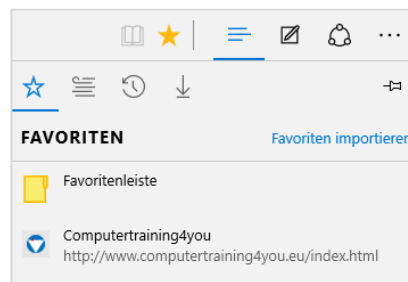 FAVORITEN Favoriten importieren
Favoritenleiste
Computertraining4you
http://www.computertraining4you.eu/index.html